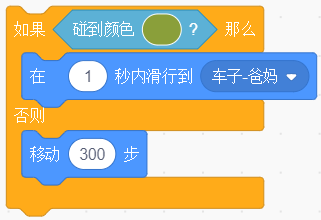 如果 碰到颜色 ? 那么
在 1 秒内滑行到 车子-爸妈
否则
移动 300 步